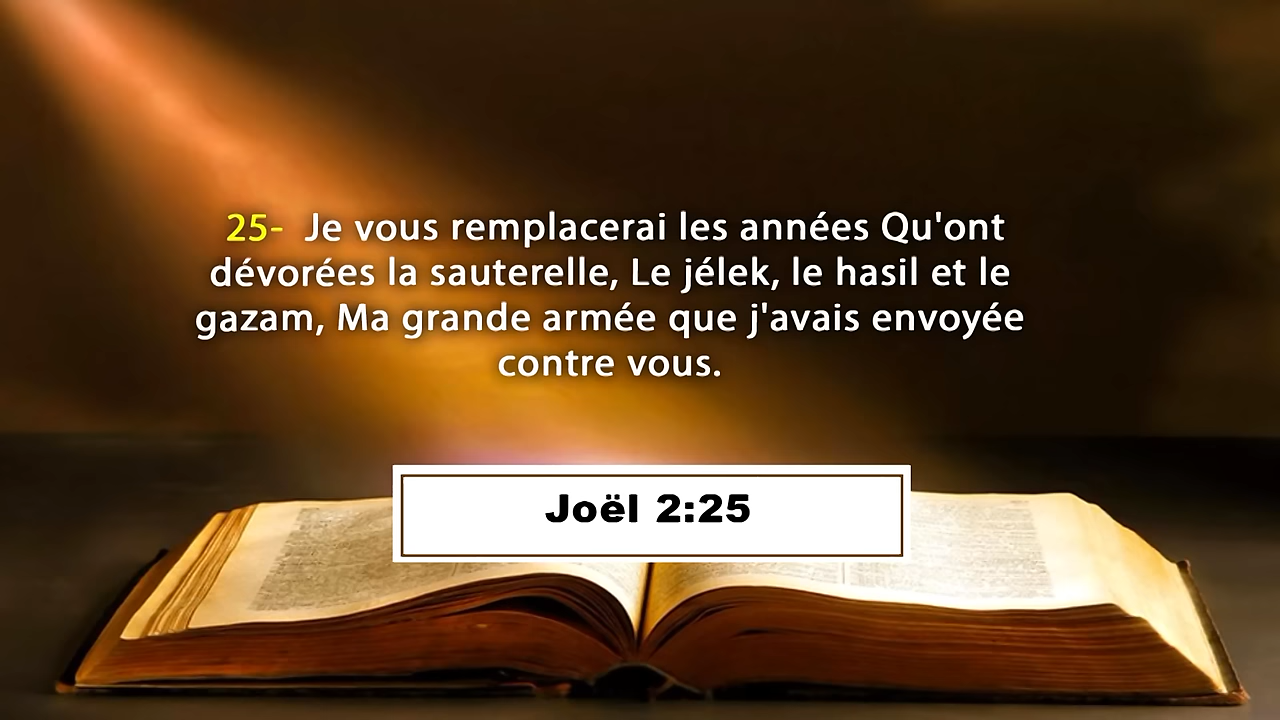 25- Je vous remplacerai les années Qu'ont
dévorées la sauterelle, Le jélek, le hasil et le
gazam, Ma grande armée que j'avais envoyée
contre vous.
Joël 2:25